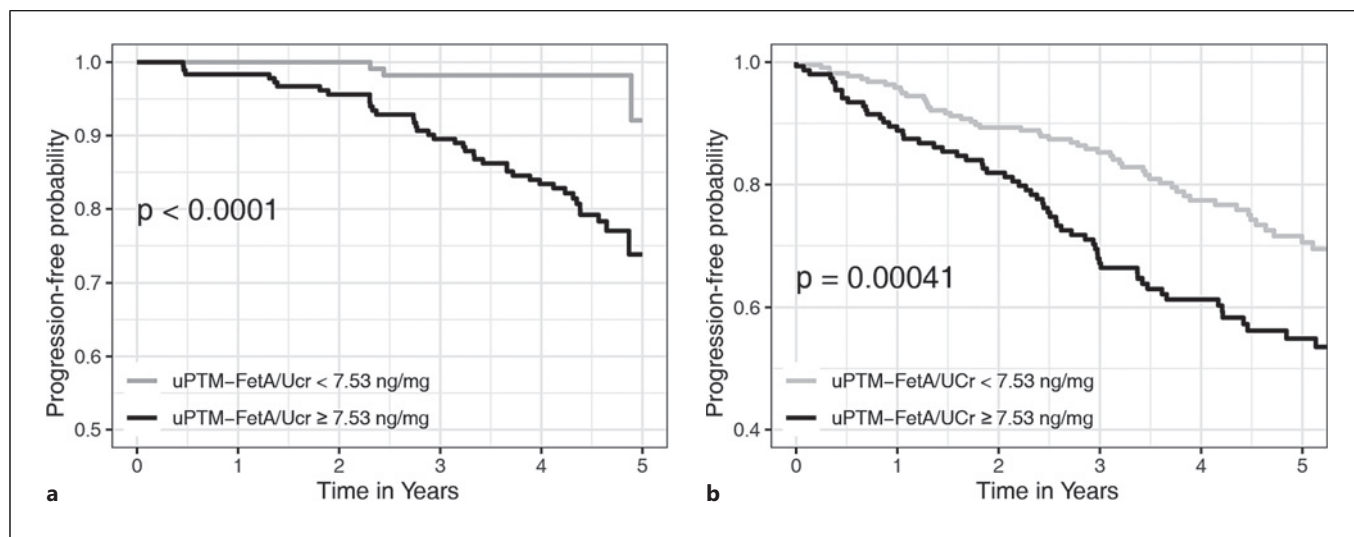 1.0
0.9
0.8
0.7
0.6
0.5
Progression-free probability
p < 0.0001
uPTM–FetA/Ucr < 7.53 ng/mg
uPTM–FetA/Ucr ≥ 7.53 ng/mg
0 1 2 3 4 5
Time in Years
a
1.0
0.8
0.6
0.4
Progression-free probability
p = 0.00041
uPTM–FetA/UCr < 7.53 ng/mg
uPTM–FetA/UCr ≥ 7.53 ng/mg
0 1 2 3 4 5
Time in Years
b